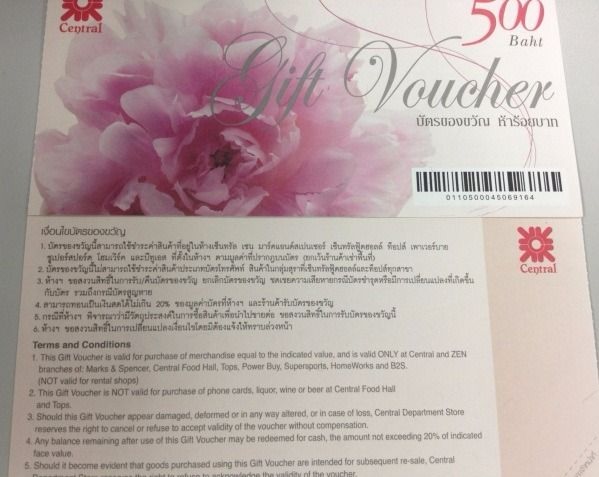 Central
500
Baht
Gift Voucher
บัตรของขวัญ ห้าร้อยบาท
0110500045069164
เงื่อนไขบัตรของขวัญ
1. บัตรของขวัญนี้สามารถใช้ชำระค่าสินค้าที่อยู่ในห้างเซ็นทรัล เซน มาร์คแอนด์สเปนเซอร์ เซ็นทรัลฟู้ดฮอลล์ ท็อปส์ เพาเวอร์บาย
ซูเปอร์สปอร์ต โฮมเวิร์ค และบีทูเอส ที่ตั้งในห้างฯ ตามมูลค่าที่ปรากฏบนบัตร (ยกเว้นร้านค้าเช่าพื้นที่)
2. บัตรของขวัญนี้ไม่สามารถใช้ชำระค่าสินค้าประเภทบัตรโทรศัพท์ สินค้าในกลุ่มสุราที่เซ็นทรัลฟู้ดฮอลล์และท็อปส์ทุกสาขา
3. ห้างฯ ขอสงวนสิทธิ์ในการรับ/คืนบัตรของขวัญ ยกเลิกบัตรของขวัญ ชดเชยความเสียหายกรณีบัตรชำรุดหรือมีการเปลี่ยนแปลงที่เกิดขึ้น
กับบัตร รวมถึงกรณีบัตรสูญหาย
4. สามารถทอนเป็นเงินสดได้ไม่เกิน 20% ของมูลค่าบัตรที่ห้างฯ และร้านค้ารับบัตรของขวัญ
5. กรณีที่ห้างฯ พิจารณาว่ามีวัตถุประสงค์ในการซื้อสินค้าเพื่อนำไปขายต่อ ขอสงวนสิทธิ์ในการรับบัตรของขวัญนี้
6. ห้างฯ ขอสงวนสิทธิ์ในการเปลี่ยนแปลงเงื่อนไขโดยมิต้องแจ้งให้ทราบล่วงหน้า
Central
Terms and Conditions
1. This Gift Voucher is valid for purchase of merchandise equal to the indicated value, and is valid ONLY at Central and ZEN
branches of: Marks & Spencer, Central Food Hall, Tops, Power Buy, Supersports, HomeWorks and B2S.
(NOT valid for rental shops)
2. This Gift Voucher is NOT valid for purchase of phone cards, liquor, wine or beer at Central Food Hall
and Tops.
3. Should this Gift Voucher appear damaged, deformed or in any way altered, or in case of loss, Central Department Store
reserves the right to cancel or refuse to accept validity of the voucher without compensation.
4. Any balance remaining after use of this Gift Voucher may be redeemed for cash, the amount not exceeding 20% of indicated
face value.
5. Should it become evident that goods purchased using this Gift Voucher are intended for subsequent re-sale, Central
Department Store reserves the right to refuse to acknowledge the validity of the voucher.